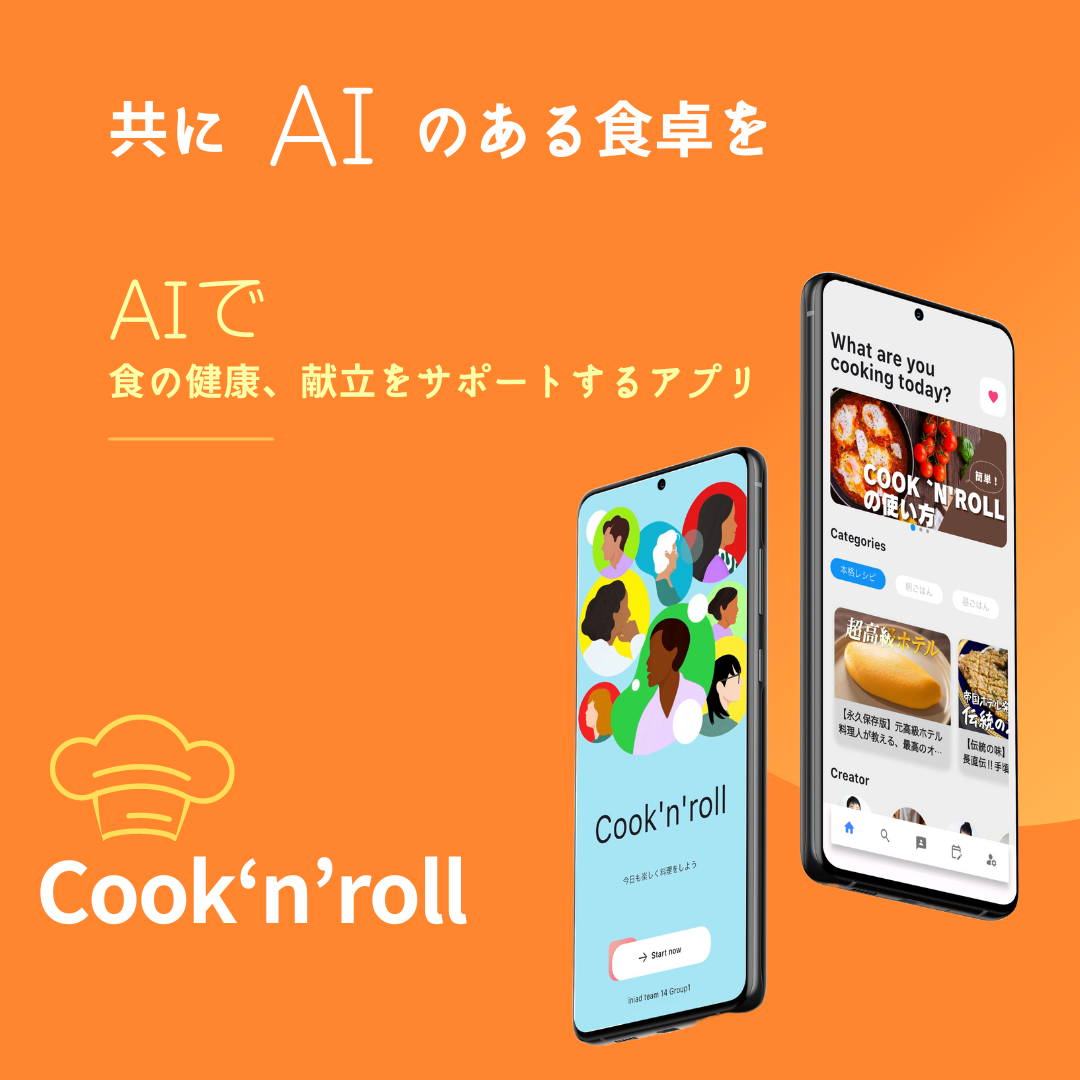 共に AI のある食卓を
AIで
食の健康、献立をサポートするアプリ
Cook‘n’roll
Cook'n'roll
今日も楽しく料理をしよう
Start now
iniad team 14 Group1
What are you
cooking today?
簡単！
COOK `N'ROLL
の使い方
Categories
本格レシピ
朝ごはん
昼ごはん
超高級ホテル
【永久保存版】元高級ホテル
料理人が教える、最高のオ…
帝国ホテル
伝統の
【伝統の味】
長直伝!!手
Creator